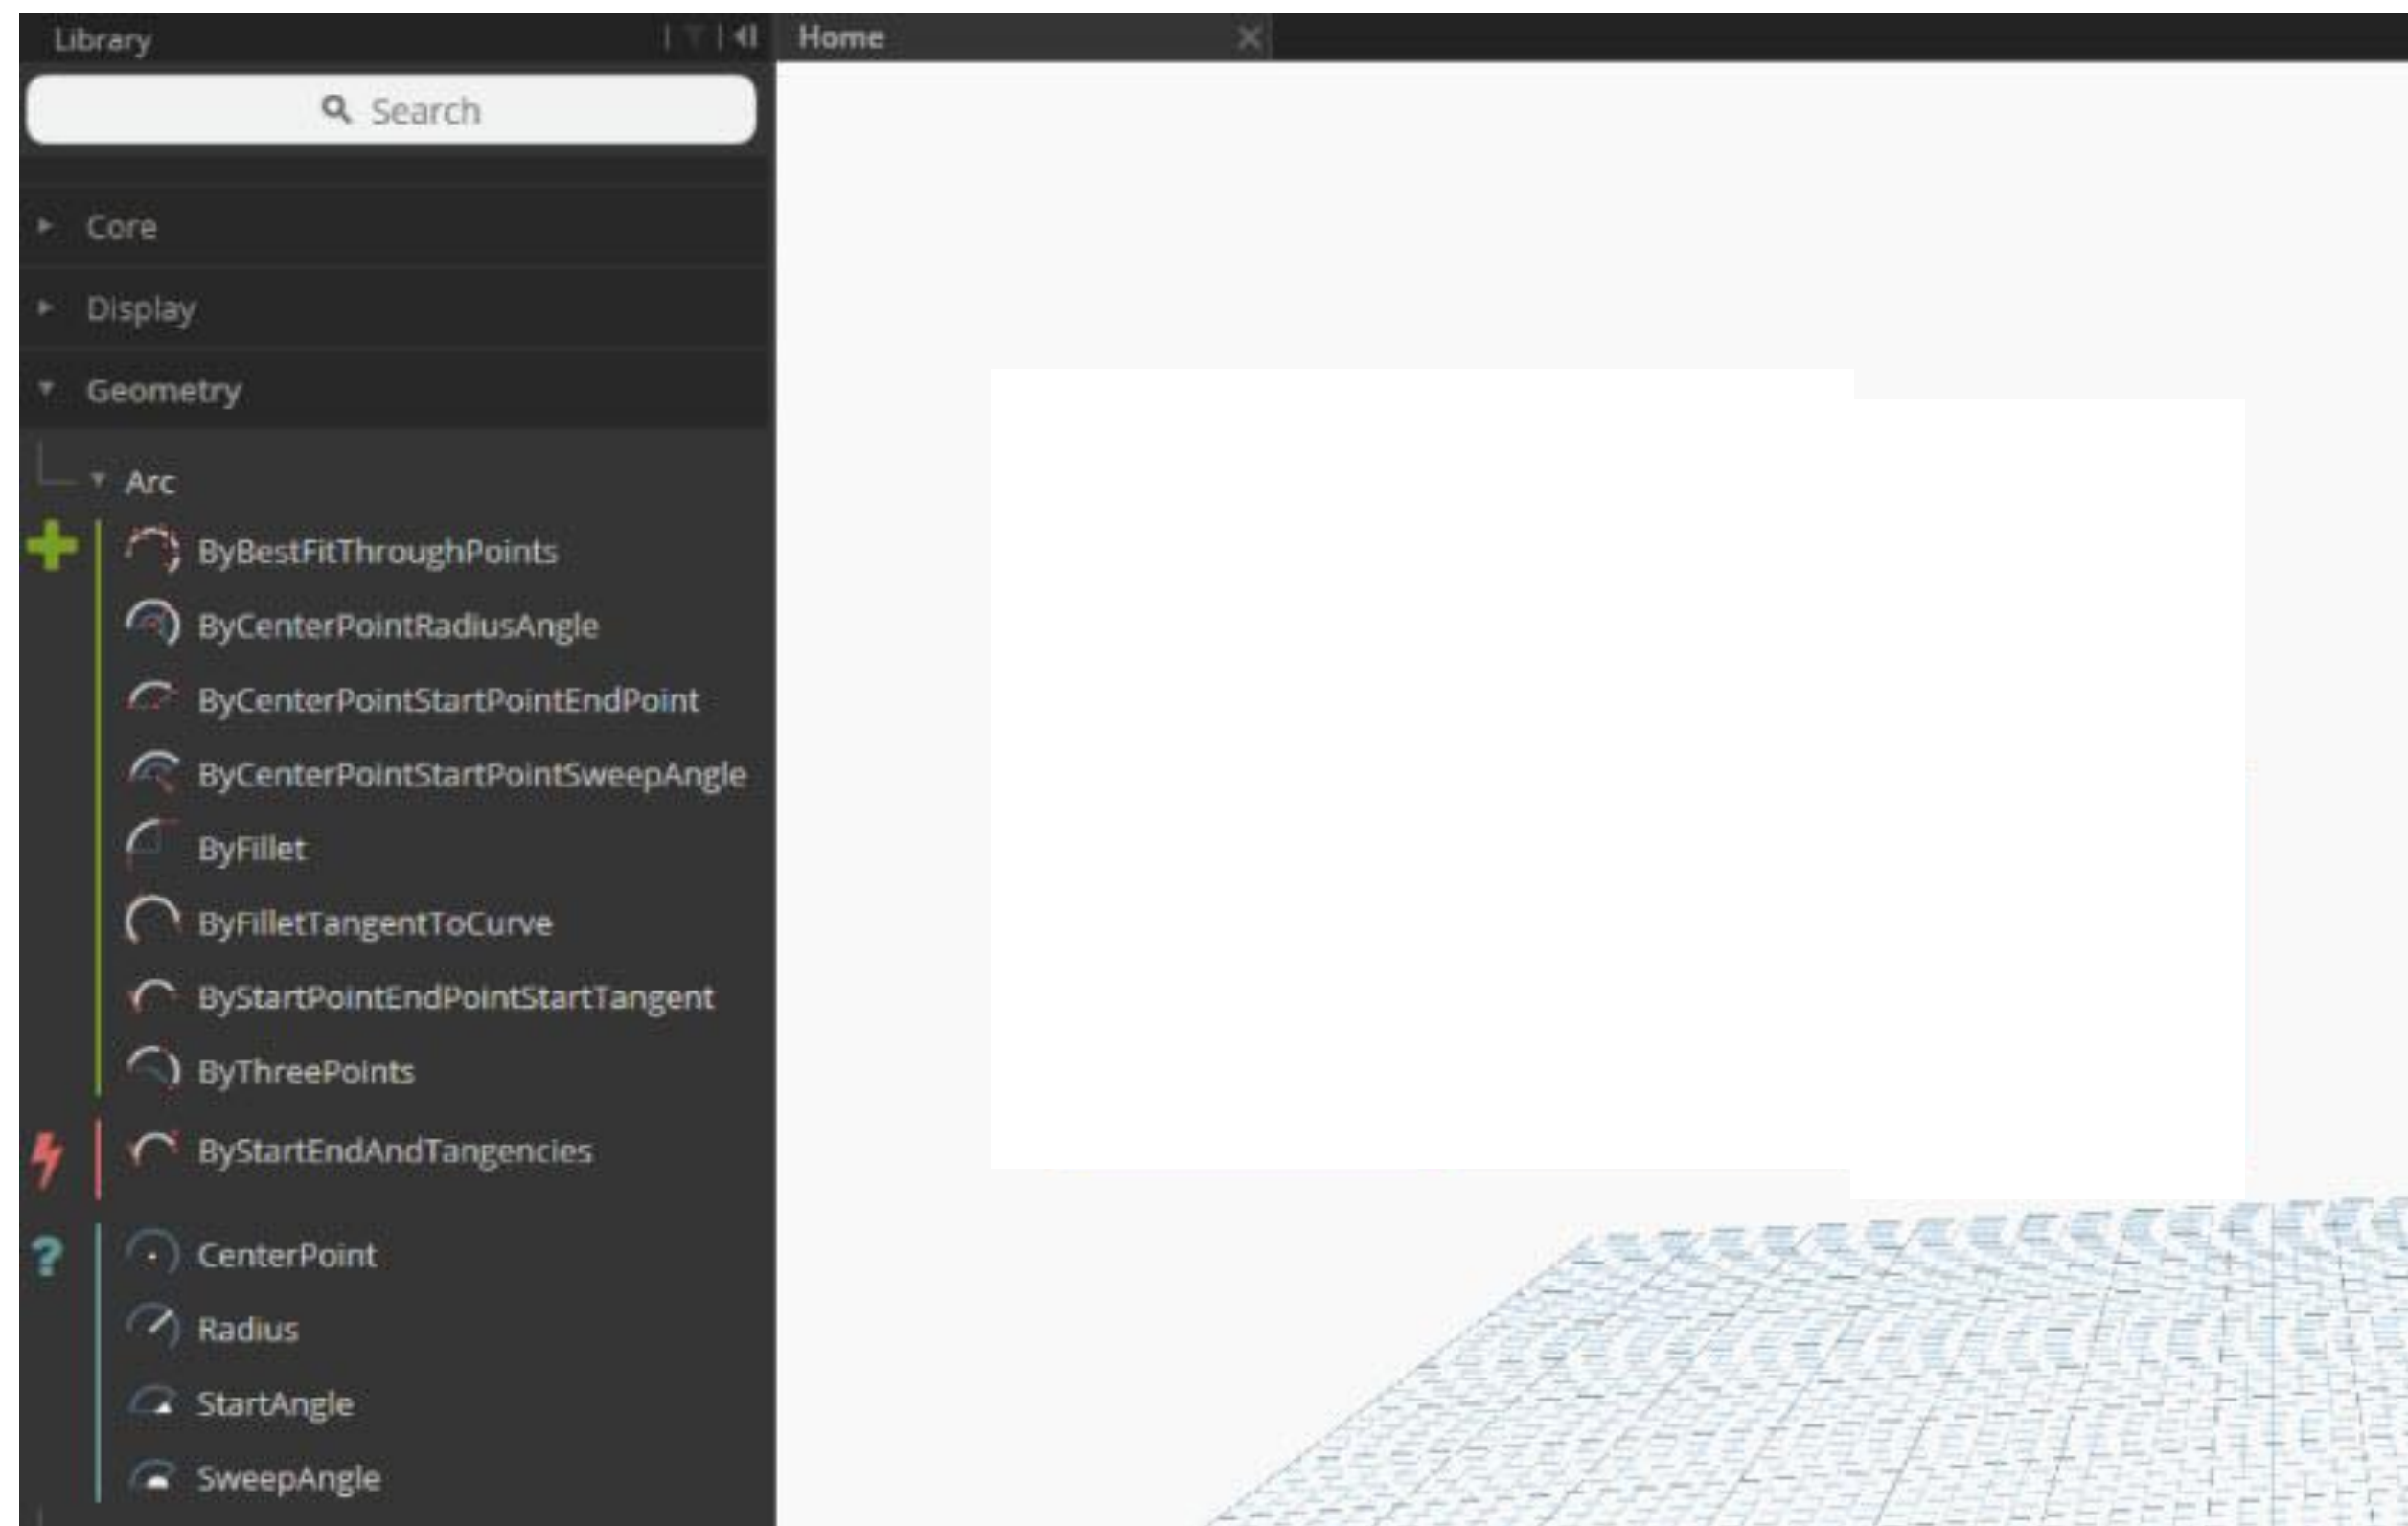 Library
Home
Search
Core
Display
Geometry
Arc
ByBestFitThroughPoints
ByCenterPointRadiusAngle
ByCenterPointStartPointEndPoint
ByCenterPointStartPointSweepAngle
ByFillet
ByFilletTangentToCurve
ByStartPointEndPointStartTangent
ByThreePoints
ByStartEndAndTangencies
CenterPoint
Radius
StartAngle
SweepAngle